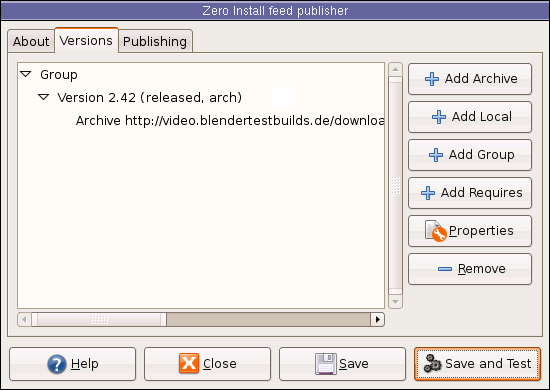 Zero Install feed publisher
About Versions Publishing
Group
Version 2.42 (released, arch)
Archive http://video.blendertestbuilds.de/downloa
Add Archive
Add Local
Add Group
Add Requires
Properties
Remove
Help Close Save Save and Test